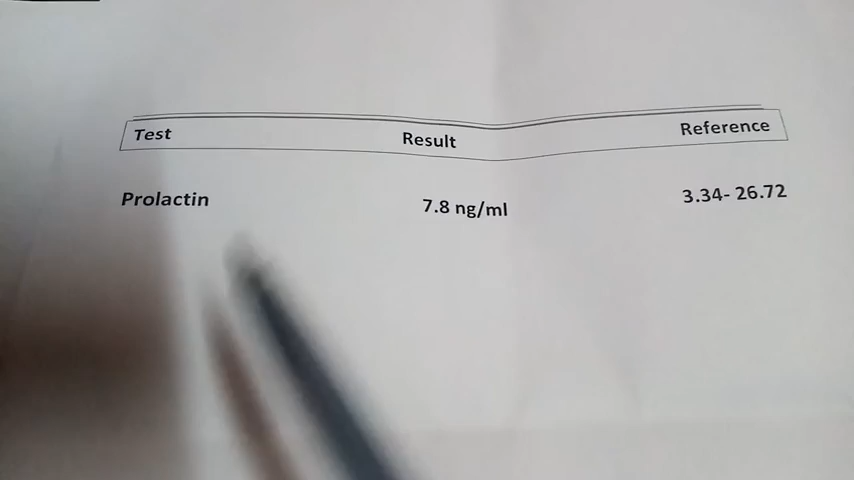 Test Result Reference
Prolactin 7.8 ng/ml 3.34- 26.72